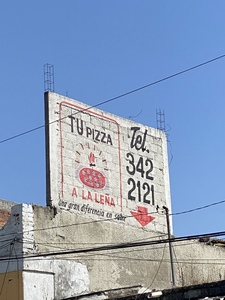 TU PIZZA
A LA LEÑA
una gran diferencia en sabor
Tel.
342
2121